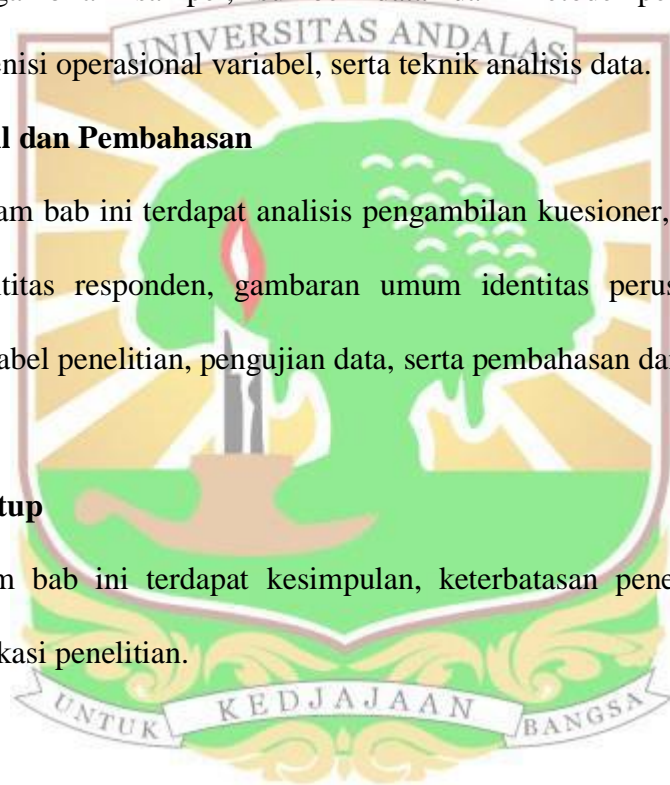 UNIVERSITAS ANDALAS
enisi operasional variabel, serta teknik analisis data.
l dan Pembahasan
am bab ini terdapat analisis pengambilan kuesioner,
ntitas responden, gambaran umum identitas perus
abel penelitian, pengujian data, serta pembahasan da
tup
m bab ini terdapat kesimpulan, keterbatasan pene
kasi penelitian.
UNTUK KEDJAJAAN BANGSA